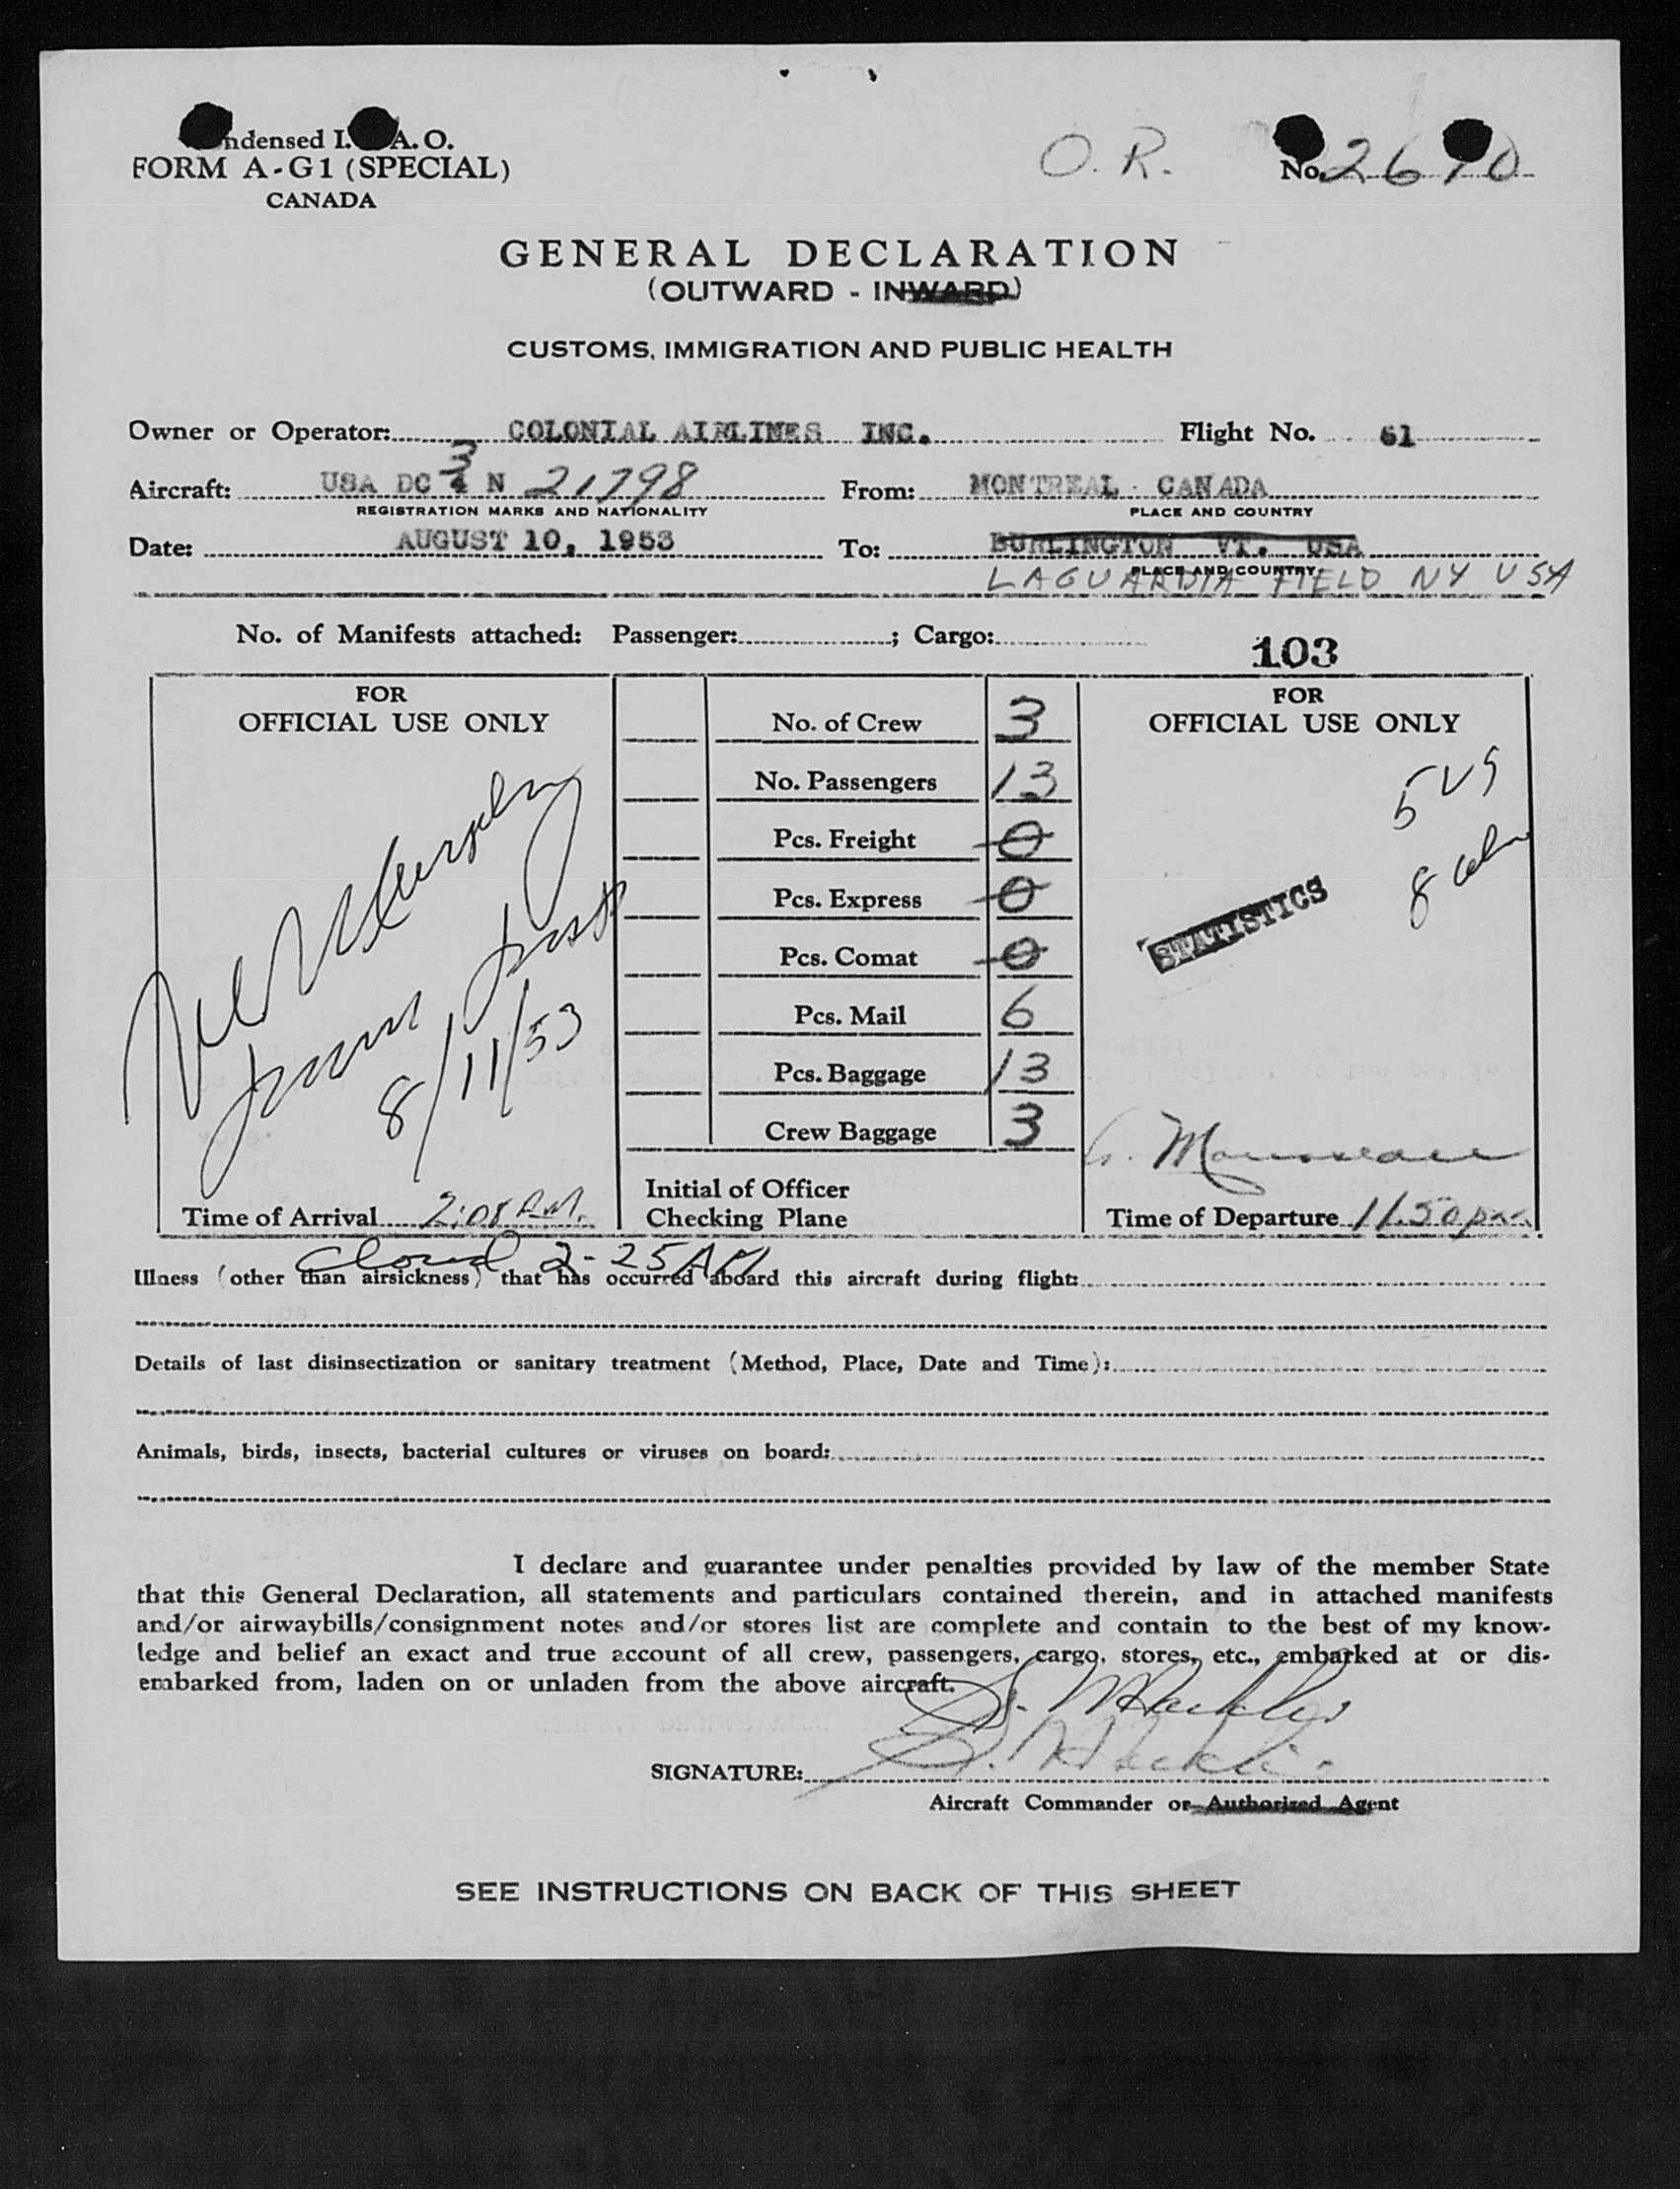 ndensed I. A. O.
FORM A-G1 (SPECIAL)
CANADA
O. R.
No. 26 0
GENERAL DECLARATION
(OUTWARD - INWARD)
CUSTOMS, IMMIGRATION AND PUBLIC HEALTH
Owner or Operator: COLONIAL AIRLINES INC. Flight No. 61
3
Aircraft: USA DC 4 N 21798 From: MONTREAL CANADA
REGISTRATION MARKS AND NATIONALITY PLACE AND COUNTRY
Date: AUGUST 10, 1953 To: BURLINGTON VT. USA
PLACE AND COUNTRY
LAGUARDIA FIELD NY USA
No. of Manifests attached: Passenger: ; Cargo:
103
FOR
OFFICIAL USE ONLY
8/11/53
Time of Arrival 2:08 A.M.
No. of Crew 3
No. Passengers 13
Pcs. Freight 0
Pcs. Express 0
Pcs. Comat 0
Pcs. Mail 6
Pcs. Baggage 13
Crew Baggage 3
Initial of Officer
Checking Plane
FOR
OFFICIAL USE ONLY
5 US
8
STATISTICS
Time of Departure 11.50 pm.
2-25 AM
Illness (other than airsickness) that has occurred aboard this aircraft during flight:
Details of last disinsectization or sanitary treatment (Method, Place, Date and Time):
Animals, birds, insects, bacterial cultures or viruses on board:
I declare and guarantee under penalties provided by law of the member State
that this General Declaration, all statements and particulars contained therein, and in attached manifests
and/or airwaybills/consignment notes and/or stores list are complete and contain to the best of my know-
ledge and belief an exact and true account of all crew, passengers, cargo, stores, etc., embarked at or dis-
embarked from, laden on or unladen from the above aircraft.
SIGNATURE:
Aircraft Commander or Authorized Agent
SEE INSTRUCTIONS ON BACK OF THIS SHEET